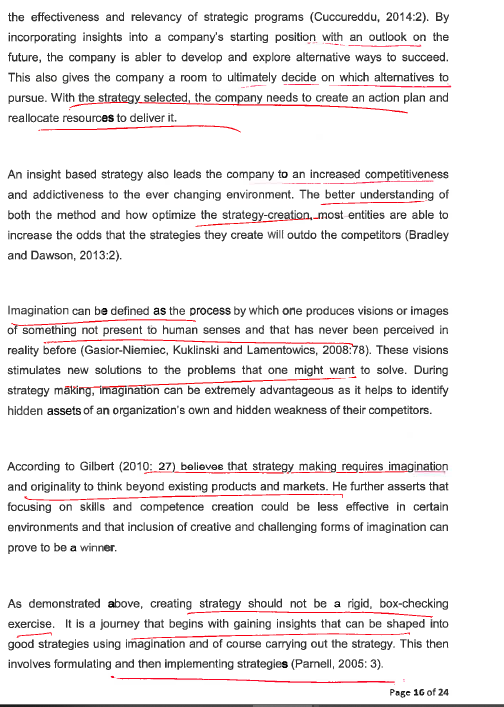 the effectiveness and relevancy of strategic programs (Cuccureddu, 2014:2). By
incorporating insights into a company's starting position with an outlook on the
future, the company is abler to develop and explore alternative ways to succeed.
This also gives the company a room to ultimately decide on which alternatives to
pursue. With the strategy selected, the company needs to create an action plan and
reallocate resources to deliver it.
An insight based strategy also leads the company to an increased competitiveness
and addictiveness to the ever changing environment. The better understanding of
both the method and how optimize the strategy-creation, most entities are able to
increase the odds that the strategies they create will outdo the competitors (Bradley
and Dawson, 2013:2).
Imagination can be defined as the process by which one produces visions or images
of something not present to human senses and that has never been perceived in
reality before (Gasior-Niemiec, Kuklinski and Lamentowics, 2008:78). These visions
stimulates new solutions to the problems that one might want to solve. During
strategy making, imagination can be extremely advantageous as it helps to identify
hidden assets of an organization's own and hidden weakness of their competitors.
According to Gilbert (2010: 27) believes that strategy making requires imagination
and originality to think beyond existing products and markets. He further asserts that
focusing on skills and competence creation could be less effective in certain
environments and that inclusion of creative and challenging forms of imagination can
prove to be a winner.
As demonstrated above, creating strategy should not be a rigid, box-checking
exercise. It is a journey that begins with gaining insights that can be shaped into
good strategies using imagination and of course carrying out the strategy. This then
involves formulating and then implementing strategies (Parnell, 2005: 3).
Page 16 of 24